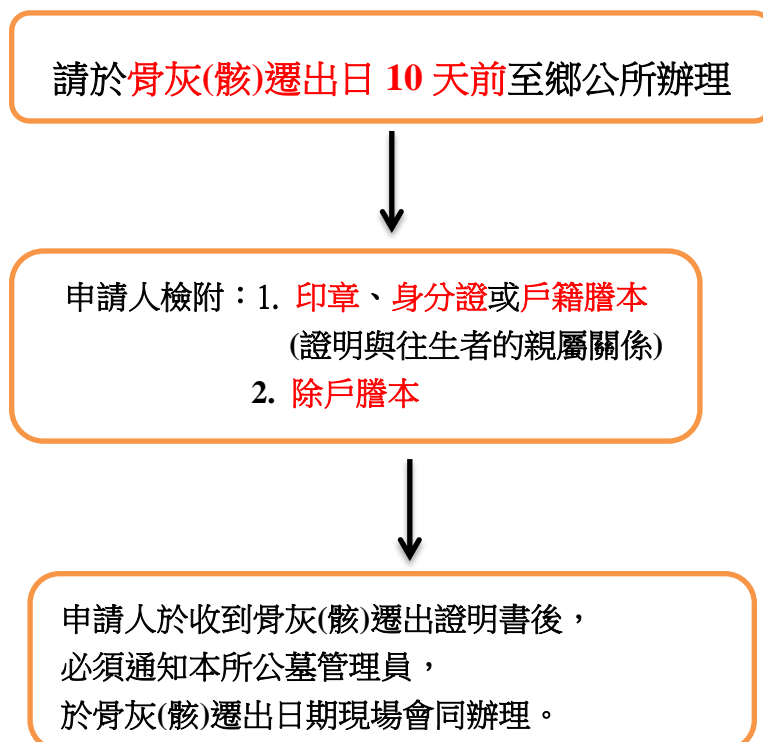 請於骨灰(骸)遷出日 10 天前至鄉公所辦理
申請人檢附：1. 印章、身分證或戶籍謄本
(證明與往生者的親屬關係)
2. 除戶謄本
申請人於收到骨灰(骸)遷出證明書後，
必須通知本所公墓管理員，
於骨灰(骸)遷出日期現場會同辦理。